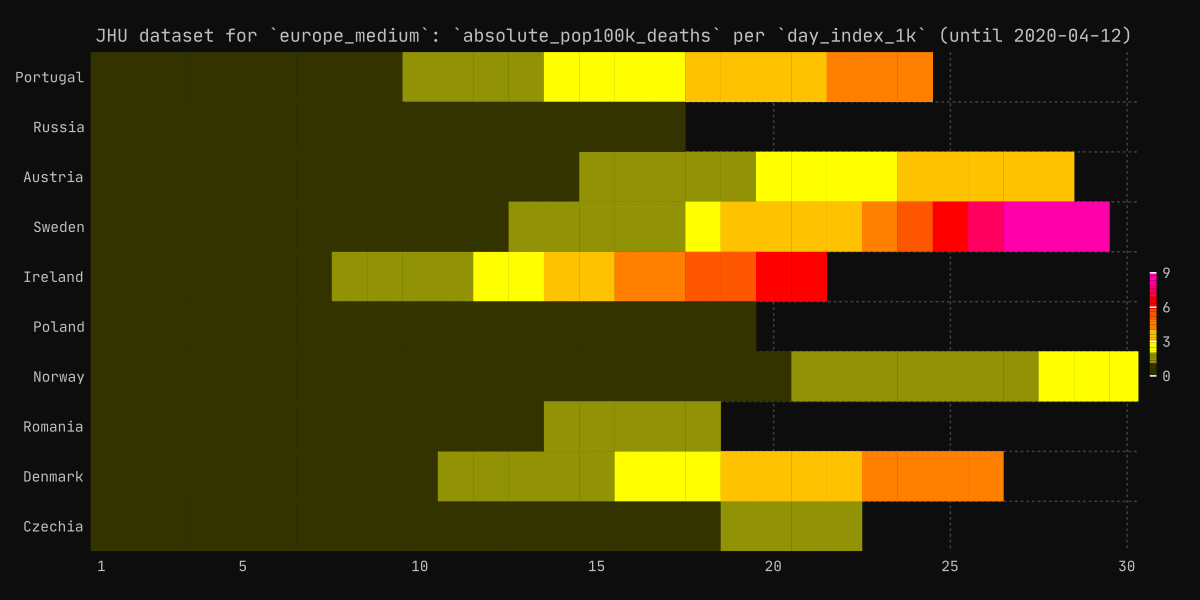 JHU dataset for `europe_medium`: `absolute_pop100k_deaths` per `day_index_1k` (until 2020-04-12)
Portugal
Russia
Austria
Sweden
Ireland
Poland
Norway
Romania
Denmark
Czechia
1 5 10 15 20 25 30
9
6
3
0